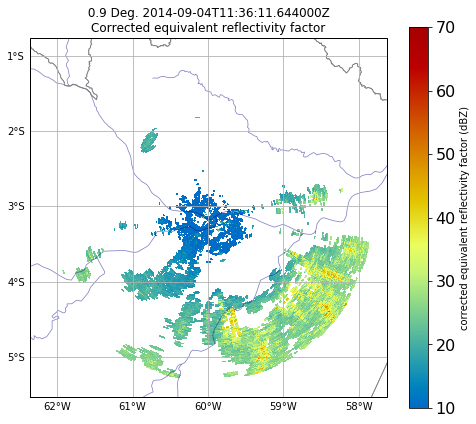 0.9 Deg. 2014-09-04T11:36:11.644000Z
Corrected equivalent reflectivity factor
1°S
2°S
3°S
4°S
5°S
62°W 61°W 60°W 59°W 58°W
70
60
50
40
30
20
10
corrected equivalent reflectivity factor (dBZ)